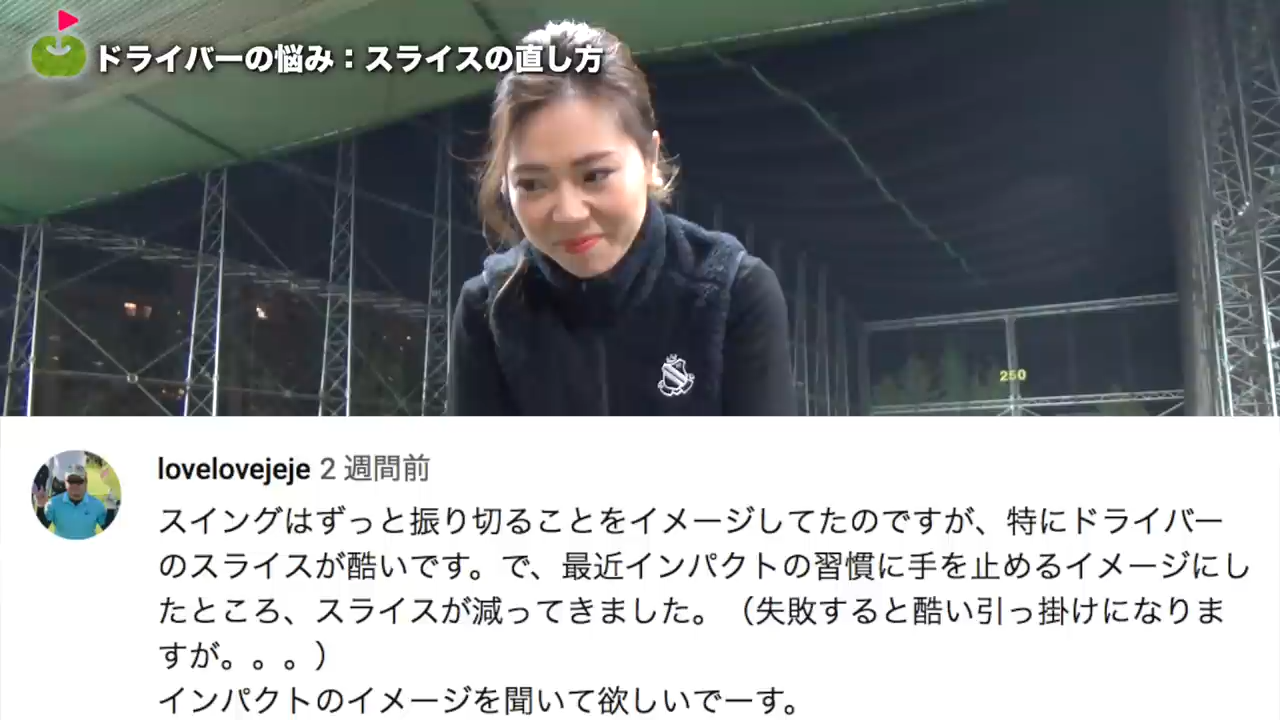 ドライバーの悩み：スライスの直し方
250
lovelovejeje 2 週間前
スイングはずっと振り切ることをイメージしてたのですが、特にドライバー
のスライスが酷いです。で、最近インパクトの習慣に手を止めるイメージにし
たところ、スライスが減ってきました。（失敗すると酷い引っ掛けになりま
すが。。。）
インパクトのイメージを聞いて欲しいでーす。